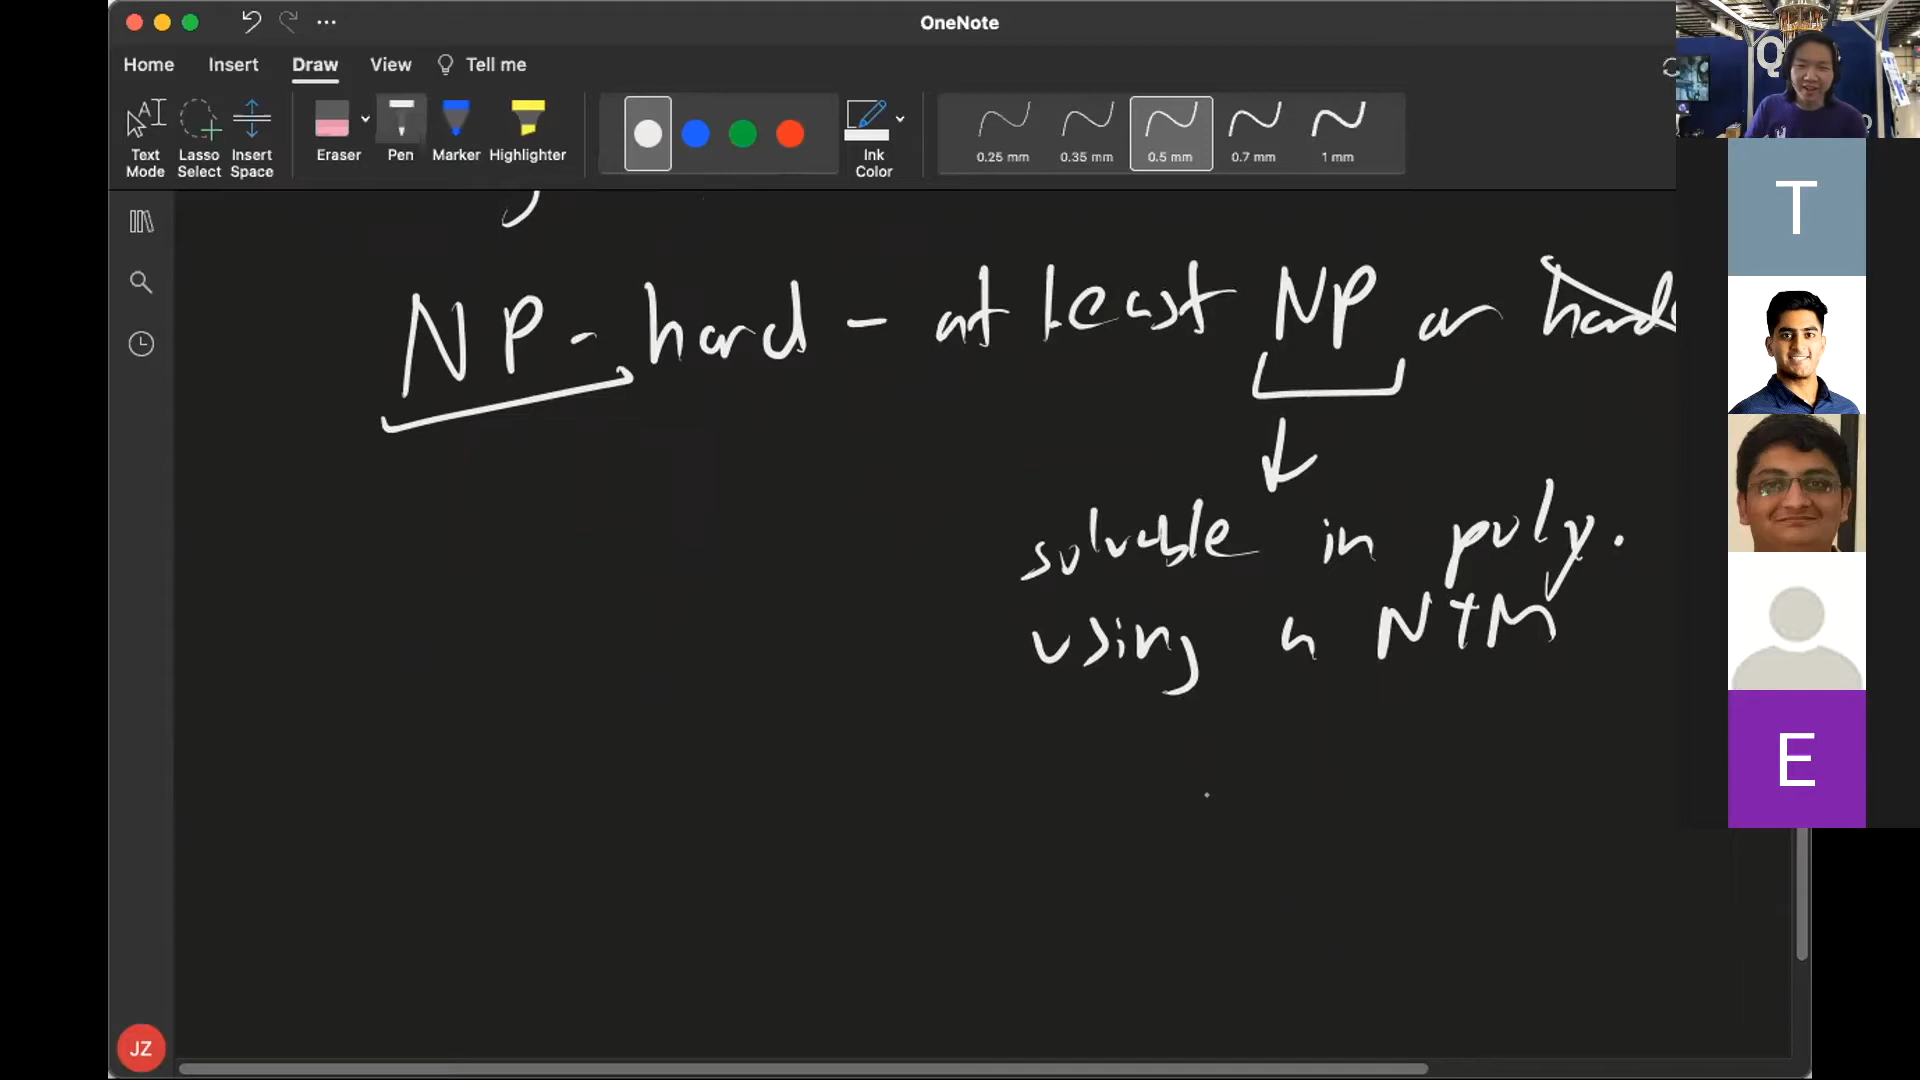 OneNote
Home Insert Draw View Tell me
Text Mode
Lasso Select
Insert Space
Eraser
Pen
Marker
Highlighter
Ink Color
0.25 mm
0.35 mm
0.5 mm
0.7 mm
1 mm
Q
T
NP-hard - at least NP or
solvable in poly.
using a NTM
E
JZ